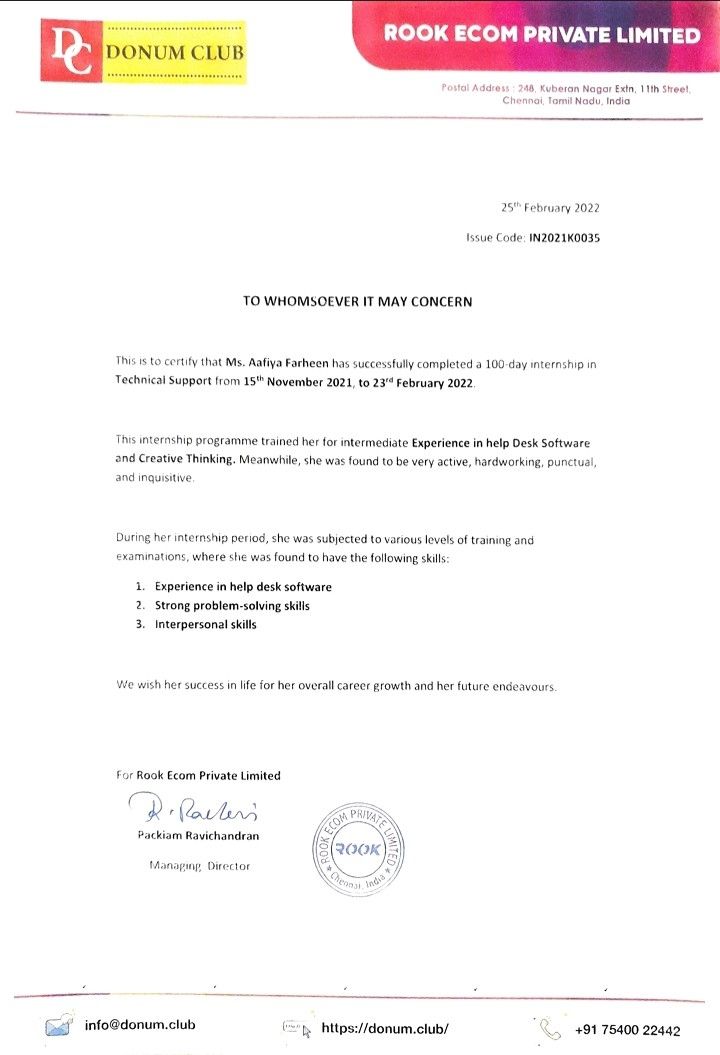 DC DONUM CLUB
ROOK ECOM PRIVATE LIMITED
Postal Address : 248, Kuberan Nagar Extn, 11th Street,
Chennai, Tamil Nadu, India
25th February 2022
Issue Code: IN2021K0035
TO WHOMSOEVER IT MAY CONCERN
This is to certify that Ms. Aafiya Farheen has successfully completed a 100-day internship in
Technical Support from 15th November 2021, to 23rd February 2022.
This internship programme trained her for intermediate Experience in help Desk Software
and Creative Thinking. Meanwhile, she was found to be very active, hardworking, punctual,
and inquisitive.
During her internship period, she was subjected to various levels of training and
examinations, where she was found to have the following skills:
1. Experience in help desk software
2. Strong problem-solving skills
3. Interpersonal skills
We wish her success in life for her overall career growth and her future endeavours.
For Rook Ecom Private Limited
Packiam Ravichandran
Managing Director
ROOK ECOM PRIVATE LIMITED
ROOK
Chennai, India
info@donum.club
https://donum.club/
+91 75400 22442